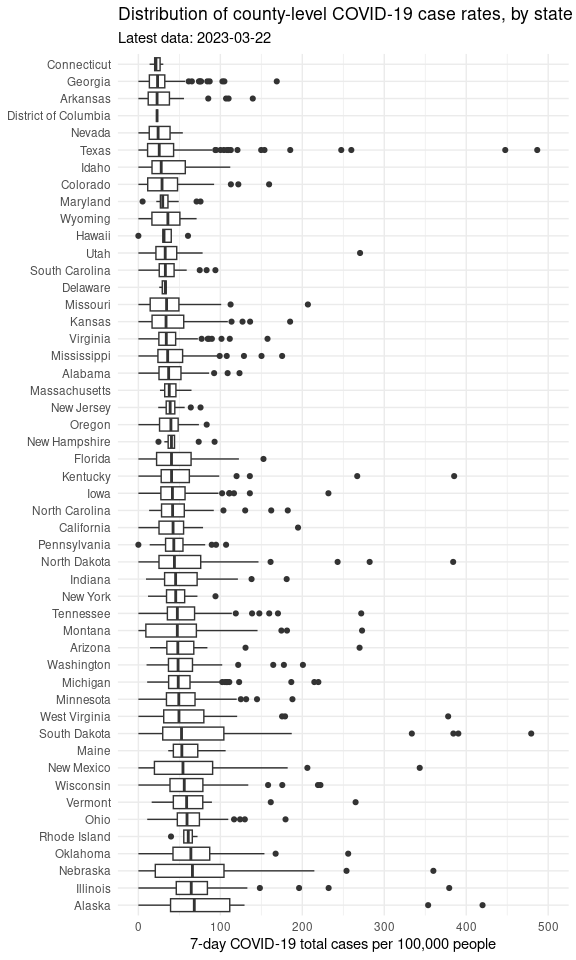 Distribution of county-level COVID-19 case rates, by state
Latest data: 2023-03-22
Connecticut
Georgia
Arkansas
District of Columbia
Nevada
Texas
Idaho
Colorado
Maryland
Wyoming
Hawaii
Utah
South Carolina
Delaware
Missouri
Kansas
Virginia
Mississippi
Alabama
Massachusetts
New Jersey
Oregon
New Hampshire
Florida
Kentucky
Iowa
North Carolina
California
Pennsylvania
North Dakota
Indiana
New York
Tennessee
Montana
Arizona
Washington
Michigan
Minnesota
West Virginia
South Dakota
Maine
New Mexico
Wisconsin
Vermont
Ohio
Rhode Island
Oklahoma
Nebraska
Illinois
Alaska
0 100 200 300 400 500
7-day COVID-19 total cases per 100,000 people